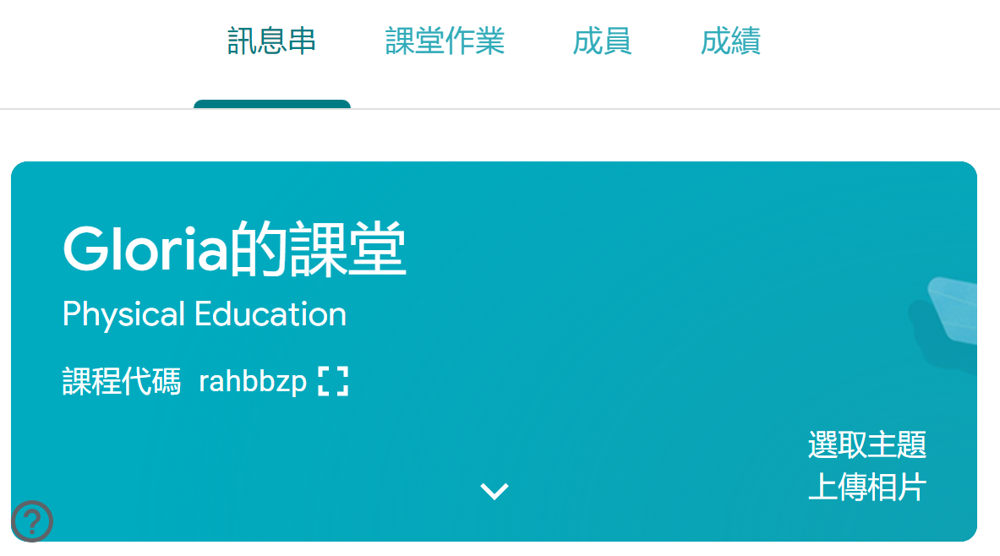 訊息串 課堂作業 成員 成績
Gloria的課堂
Physical Education
課程代碼 rahbbzp
選取主題
上傳相片
?